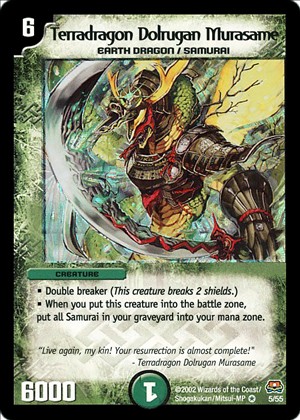 6
Terradragon Dolrugan Murasame
EARTH DRAGON / SAMURAI
CREATURE
■ Double breaker (This creature breaks 2 shields.)
■ When you put this creature into the battle zone,
put all Samurai in your graveyard into your mana zone.
"Live again, my kin! Your resurrection is almost complete!"
- Terradragon Dolrugan Murasame
6000
1
©2002 Wizards of the Coast/
Shogakukan/Mitsui-MP
5/55